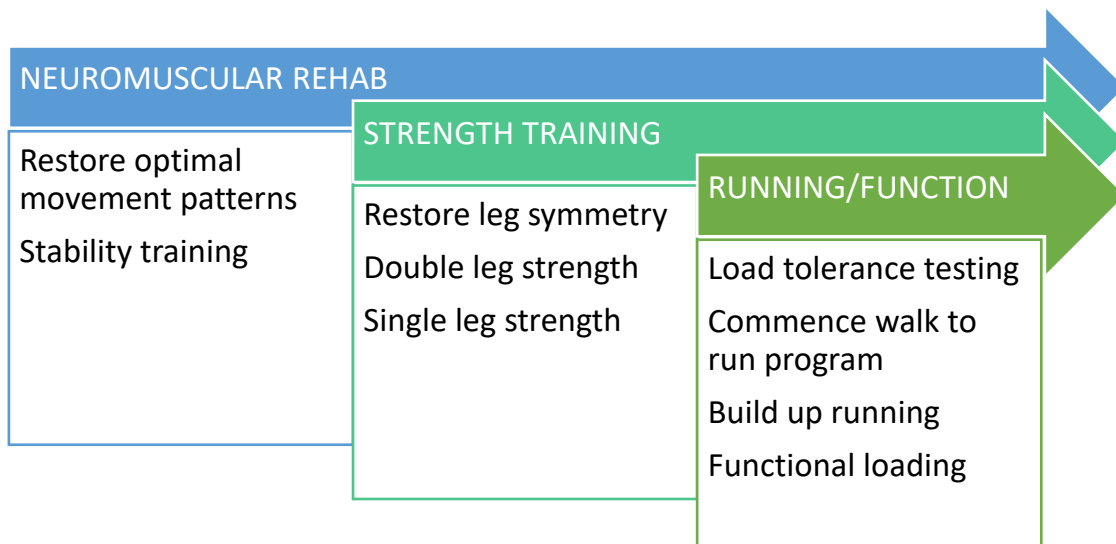 NEUROMUSCULAR REHAB
Restore optimal
movement patterns
Stability training
STRENGTH TRAINING
Restore leg symmetry
Double leg strength
Single leg strength
RUNNING/FUNCTION
Load tolerance testing
Commence walk to
run program
Build up running
Functional loading